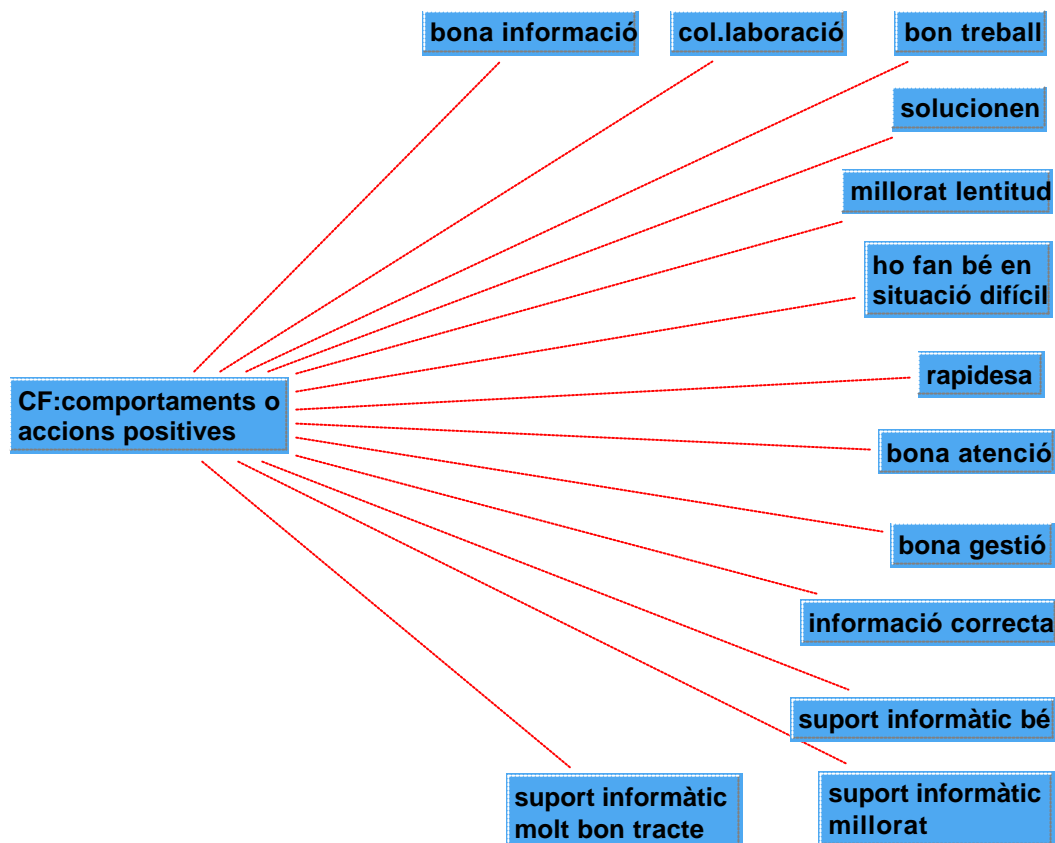 bona informació
col.laboració
bon treball
solucionen
millorat lentitud
ho fan bé en
situació difícil
rapidesa
CF:comportaments o
accions positives
bona atenció
bona gestió
informació correcta
suport informàtic bé
suport informàtic
molt bon tracte
suport informàtic
millorat